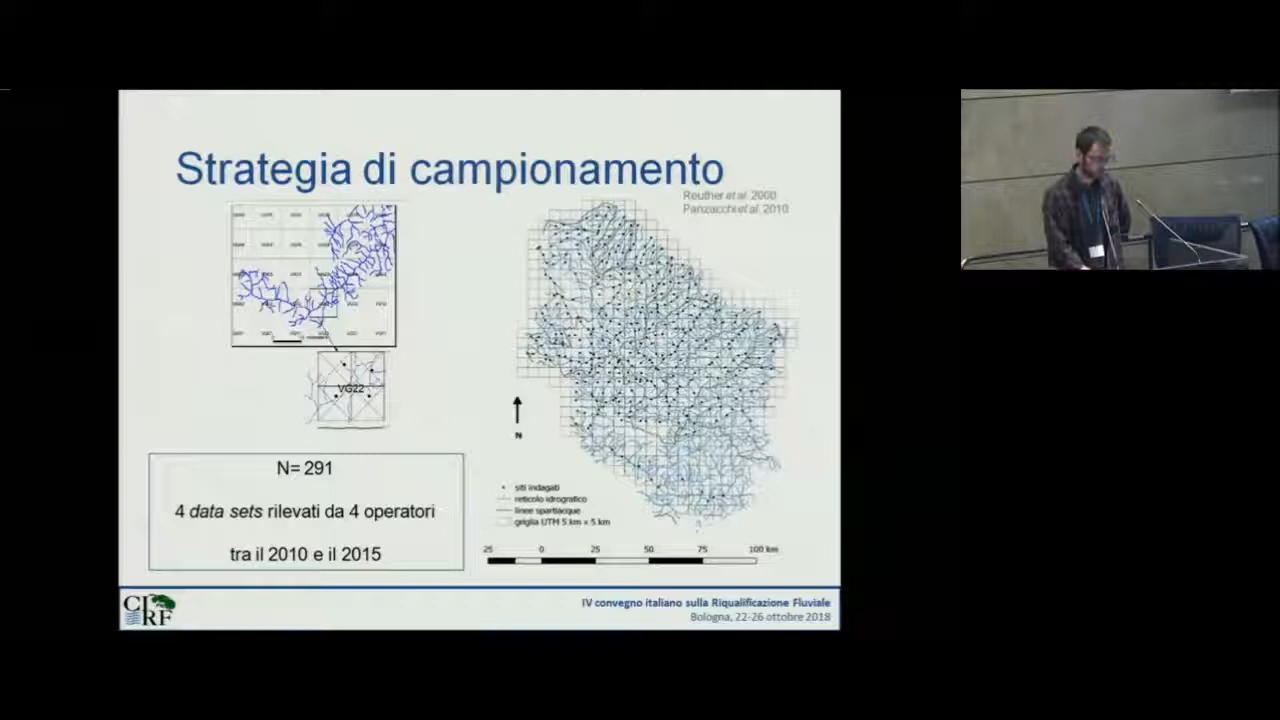 Strategia di campionamento
Reuther et al. 2000
Panzacchi et al. 2010
VG22
N
N= 291
4 data sets rilevati da 4 operatori
tra il 2010 e il 2015
siti indagati
reticolo idrografico
linee spartiacque
griglia UTM 5 km x 5 km
25 0 25 50 75 100 km
CIRF
IV convegno italiano sulla Riqualificazione Fluviale
Bologna, 22-26 ottobre 2018